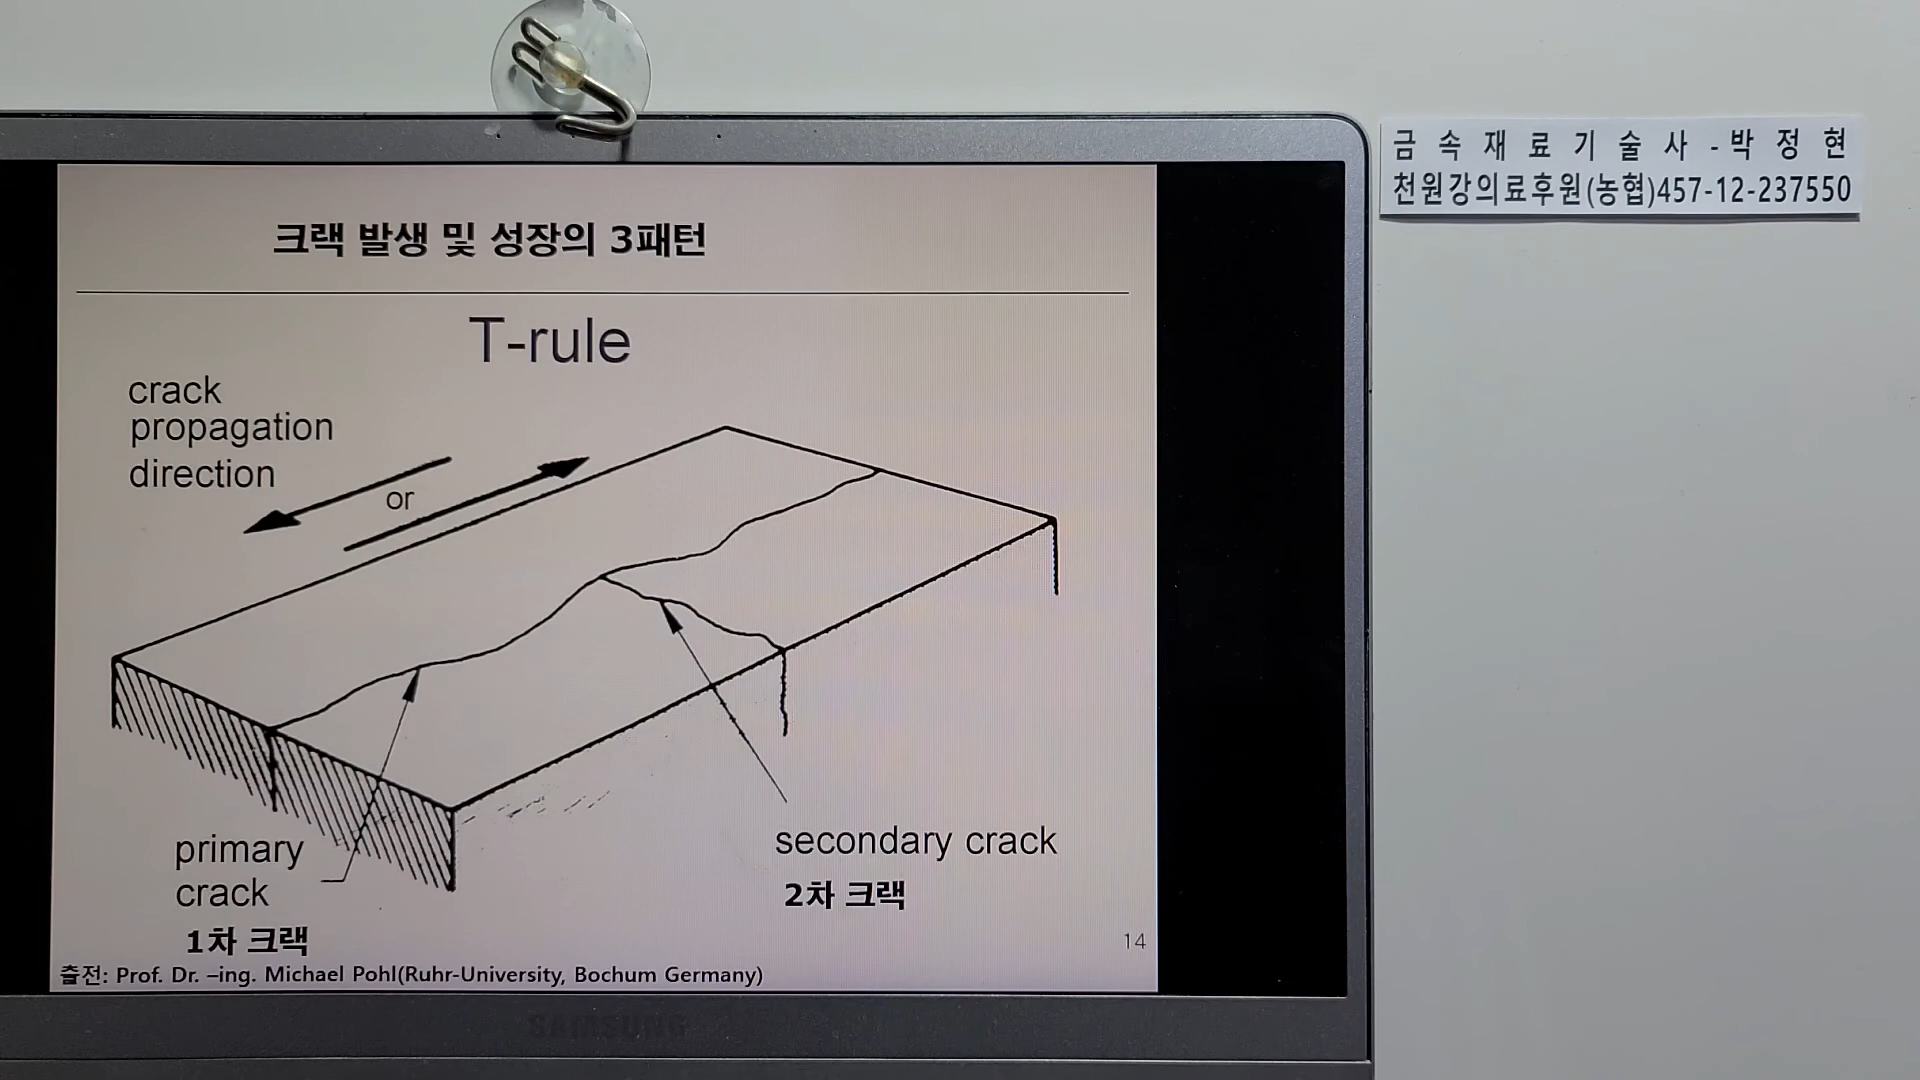 금속재료기술사-박정현
천원강의료후원(농협)457-12-237550
크랙 발생 및 성장의 3패턴
T-rule
crack
propagation
direction
or
primary
crack
1차 크랙
secondary crack
2차 크랙
14
출전: Prof. Dr. –ing. Michael Pohl(Ruhr-University, Bochum Germany)
SAMSUNG